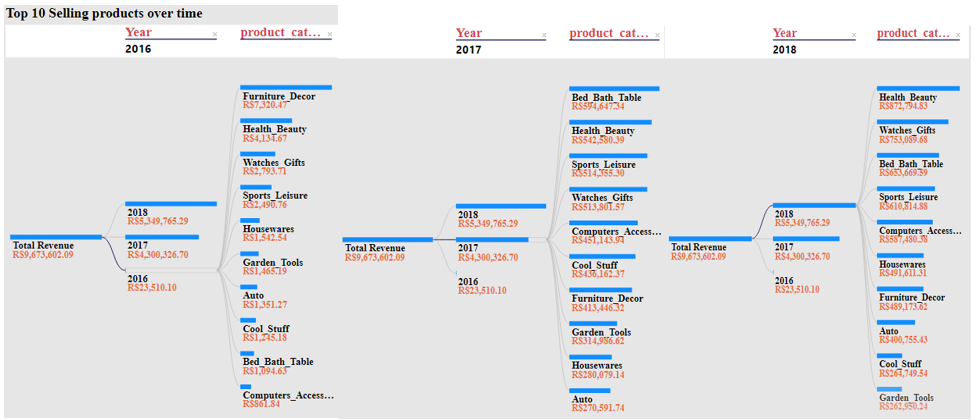 Top 10 Selling products over time
Year × product_cat... ×
2016
Furniture_Decor
R$7,320.47
Health_Beauty
R$4,134.67
Watches_Gifts
R$2,793.71
Sports_Leisure
R$2,490.76
Housewares
R$1,542.54
Garden_Tools
R$1,465.19
Auto
R$1,351.27
Cool_Stuff
R$1,245.18
Bed_Bath_Table
R$1,094.63
Computers_Access...
R$861.84
2018
R$5,349,765.29
2017
R$4,300,326.70
2016
R$23,510.10
Total Revenue
R$9,673,602.09
Year × product_cat... ×
2017
Bed_Bath_Table
R$594,647.34
Health_Beauty
R$542,580.39
Sports_Leisure
R$514,355.30
Watches_Gifts
R$513,801.57
Computers_Access...
R$451,143.94
Cool_Stuff
R$436,162.37
Furniture_Decor
R$413,446.32
Garden_Tools
R$314,986.62
Housewares
R$280,079.14
Auto
R$270,591.74
2018
R$5,349,765.29
2017
R$4,300,326.70
2016
R$23,510.10
Total Revenue
R$9,673,602.09
Year × product_cat... ×
2018
Health_Beauty
R$872,794.83
Watches_Gifts
R$753,089.68
Bed_Bath_Table
R$653,669.59
Sports_Leisure
R$610,814.88
Computers_Access...
R$587,480.38
Housewares
R$491,611.31
Furniture_Decor
R$489,173.62
Auto
R$400,755.43
Cool_Stuff
R$264,749.54
Garden_Tools
R$262,950.24
2018
R$5,349,765.29
2017
R$4,300,326.70
2016
R$23,510.10
Total Revenue
R$9,673,602.09